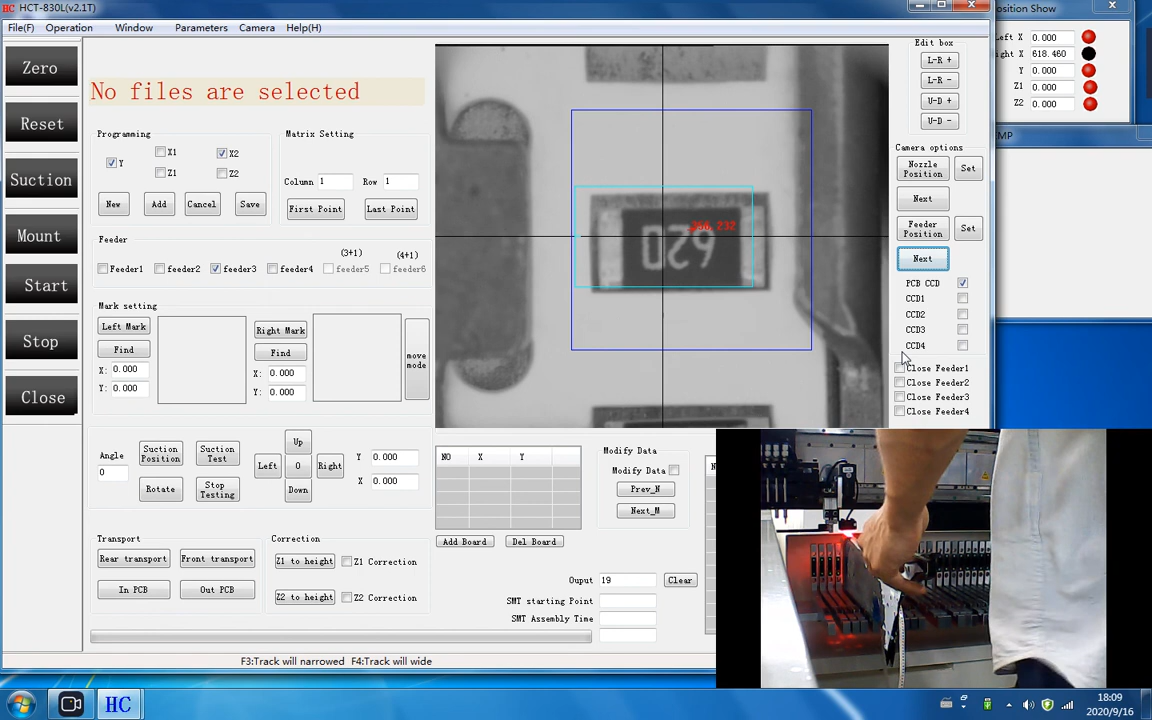 HC HCT-830L(v2.1T)
File(F) Operation Window Parameters Camera Help(H)
Zero
Reset
Suction
Mount
Start
Stop
Close
No files are selected
Programming
Y X1 X2
Z1 Z2
New Add Cancel Save
Matrix Setting
Column 1 Row 1
First Point Last Point
Feeder (3+1) (4+1)
feeder1 feeder2 feeder3 feeder4 feeder5 feeder6
Mark setting
Left Mark
Find
X: 0.000
Y: 0.000
Right Mark
Find
X: 0.000
Y: 0.000
move
mode
Angle
0
Suction
Position
Suction
Test
Rotate
Stop
Testing
Up
Left 0 Right
Down
Y 0.000
X 0.000
Transport
Rear transport Front transport
In PCB Out PCB
Correction
Z1 to height Z1 Correction
Z2 to height Z2 Correction
F3:Track will narrowed F4:Track will wide
620
232
NO X Y
Add Board Del Board
Modify Data
Modify Data
Prev_N
Next_M
N
Ouput 19 Clear
SMT starting Point
SMT Assembly Time
Edit box
L-R +
L-R -
U-D +
U-D -
Camera options
Nozzle
Position
Set
Next
Feeder
Position
Set
Next
PCB CCD
CCD1
CCD2
CCD3
CCD4
Close Feeder1
Close Feeder2
Close Feeder3
Close Feeder4
osition Show
Left X 0.000
ight X 618.460
Y 0.000
Z1 0.000
Z2 0.000
MP
HC
18:09
2020/9/16